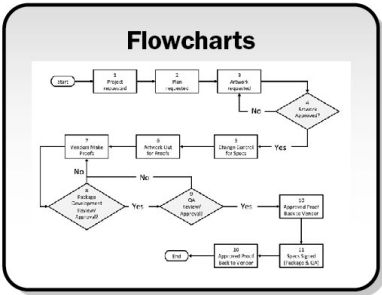 Flowcharts
Start
1
Project
requested
2
Plan
requested
3
Artwork
requested
4
Artwork
Approved?
No
Yes
5
Change Control
for Specs
6
Artwork Out
for Proofs
7
Vendors Make
Proofs
No
No
8
Package
Development
Review/
Approval?
Yes
9
QA
Review/
Approval?
Yes
12
Approved Proof
Back to Vendor
11
Specs Signed
(Package & QA)
10
Approved Proof
Back to Vendor
End